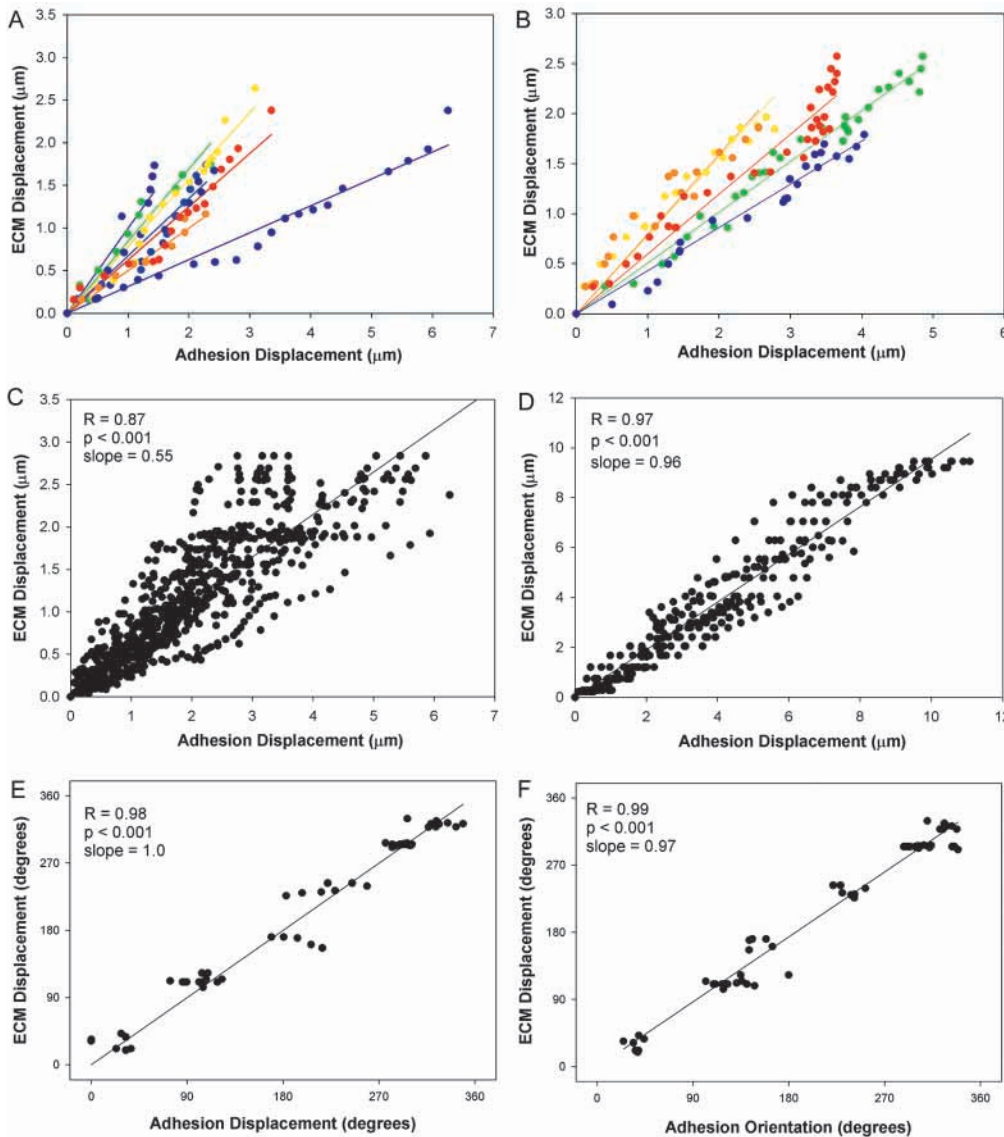 A
ECM Displacement (μm)
3.5
3.0
2.5
2.0
1.5
1.0
0.5
0.0
0 1 2 3 4 5 6 7
Adhesion Displacement (μm)
B
ECM Displacement (μm)
3.0
2.5
2.0
1.5
1.0
0.5
0.0
0 1 2 3 4 5 6
Adhesion Displacement (μm)
C
R = 0.87
p < 0.001
slope = 0.55
ECM Displacement (μm)
3.5
3.0
2.5
2.0
1.5
1.0
0.5
0.0
0 1 2 3 4 5 6 7
Adhesion Displacement (μm)
D
R = 0.97
p < 0.001
slope = 0.96
ECM Displacement (μm)
12
10
8
6
4
2
0
0 2 4 6 8 10 12
Adhesion Displacement (μm)
E
R = 0.98
p < 0.001
slope = 1.0
ECM Displacement (degrees)
360
270
180
90
0
0 90 180 270 360
Adhesion Displacement (degrees)
F
R = 0.99
p < 0.001
slope = 0.97
ECM Displacement (degrees)
360
270
180
90
0
0 90 180 270 360
Adhesion Orientation (degrees)